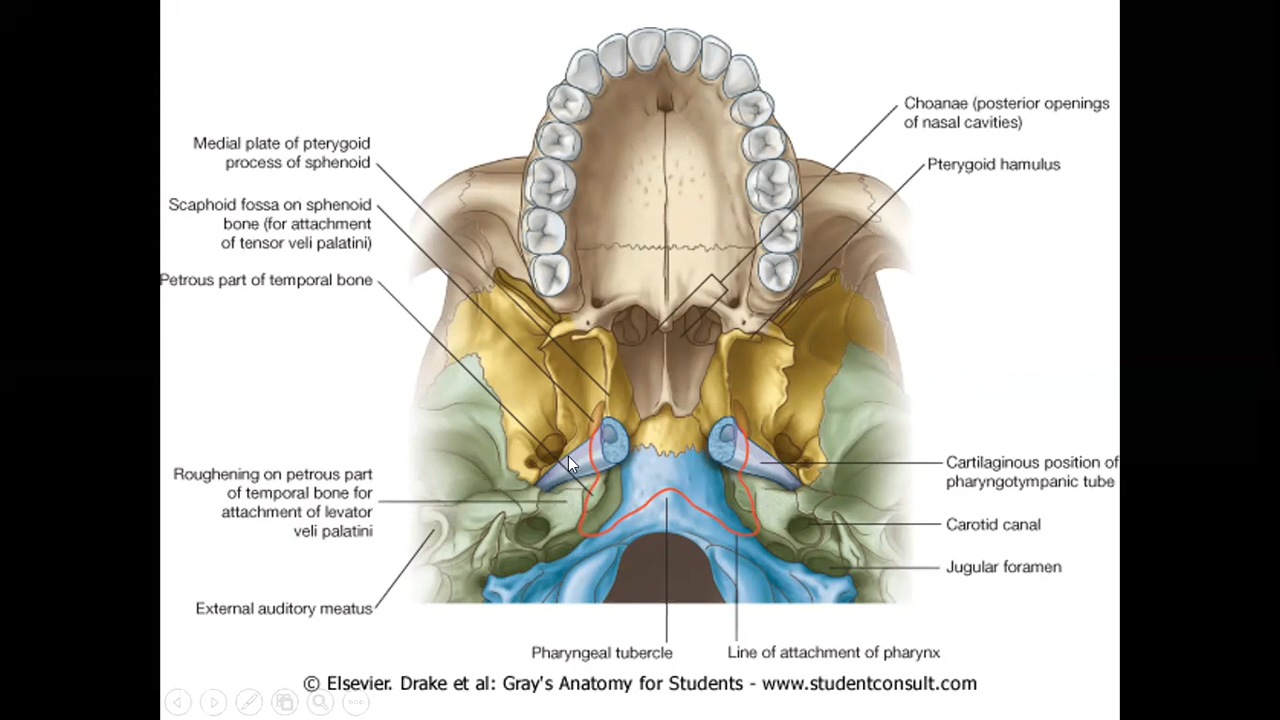 Choanae (posterior openings
of nasal cavities)
Medial plate of pterygoid
process of sphenoid
Pterygoid hamulus
Scaphoid fossa on sphenoid
bone (for attachment
of tensor veli palatini)
Petrous part of temporal bone
Roughening on petrous part
of temporal bone for
attachment of levator
veli palatini
Cartilaginous position of
pharyngotympanic tube
Carotid canal
Jugular foramen
External auditory meatus
Pharyngeal tubercle
Line of attachment of pharynx
© Elsevier. Drake et al: Gray's Anatomy for Students - www.studentconsult.com